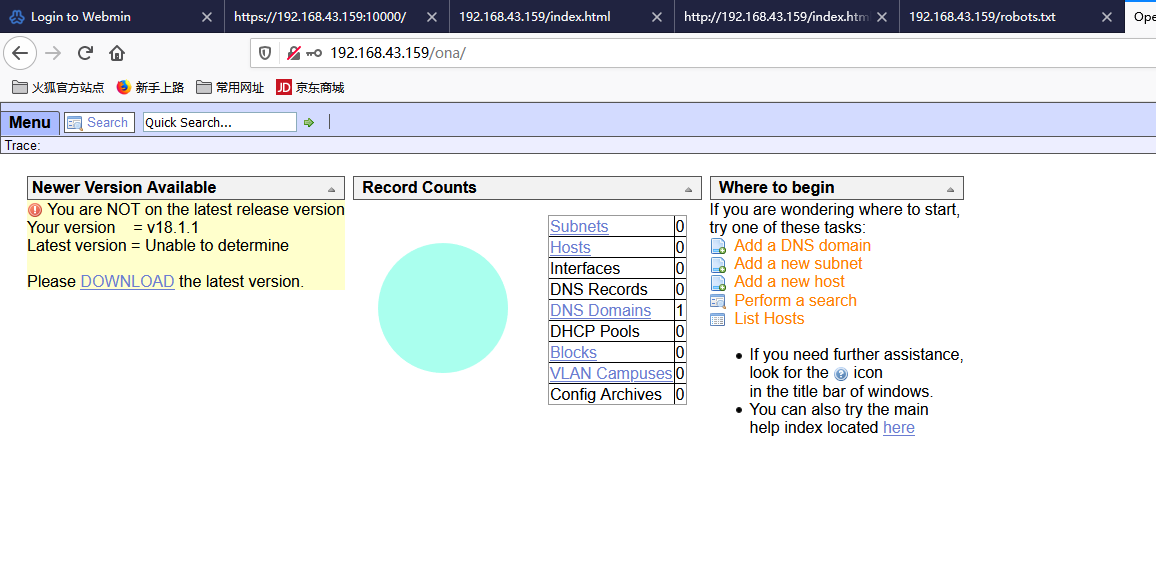 Login to Webmin
https://192.168.43.159:10000/
192.168.43.159/index.html
http://192.168.43.159/index.htm
192.168.43.159/robots.txt
Ope
192.168.43.159/ona/
火狐官方站点
新手上路
常用网址
JD 京东商城
Menu
Search
Quick Search...
Trace:
Newer Version Available
You are NOT on the latest release version
Your version = v18.1.1
Latest version = Unable to determine
Please DOWNLOAD the latest version.
Record Counts
Subnets 0
Hosts 0
Interfaces 0
DNS Records 0
DNS Domains 1
DHCP Pools 0
Blocks 0
VLAN Campuses 0
Config Archives 0
Where to begin
If you are wondering where to start,
try one of these tasks:
Add a DNS domain
Add a new subnet
Add a new host
Perform a search
List Hosts
• If you need further assistance,
look for the ? icon
in the title bar of windows.
• You can also try the main
help index located here